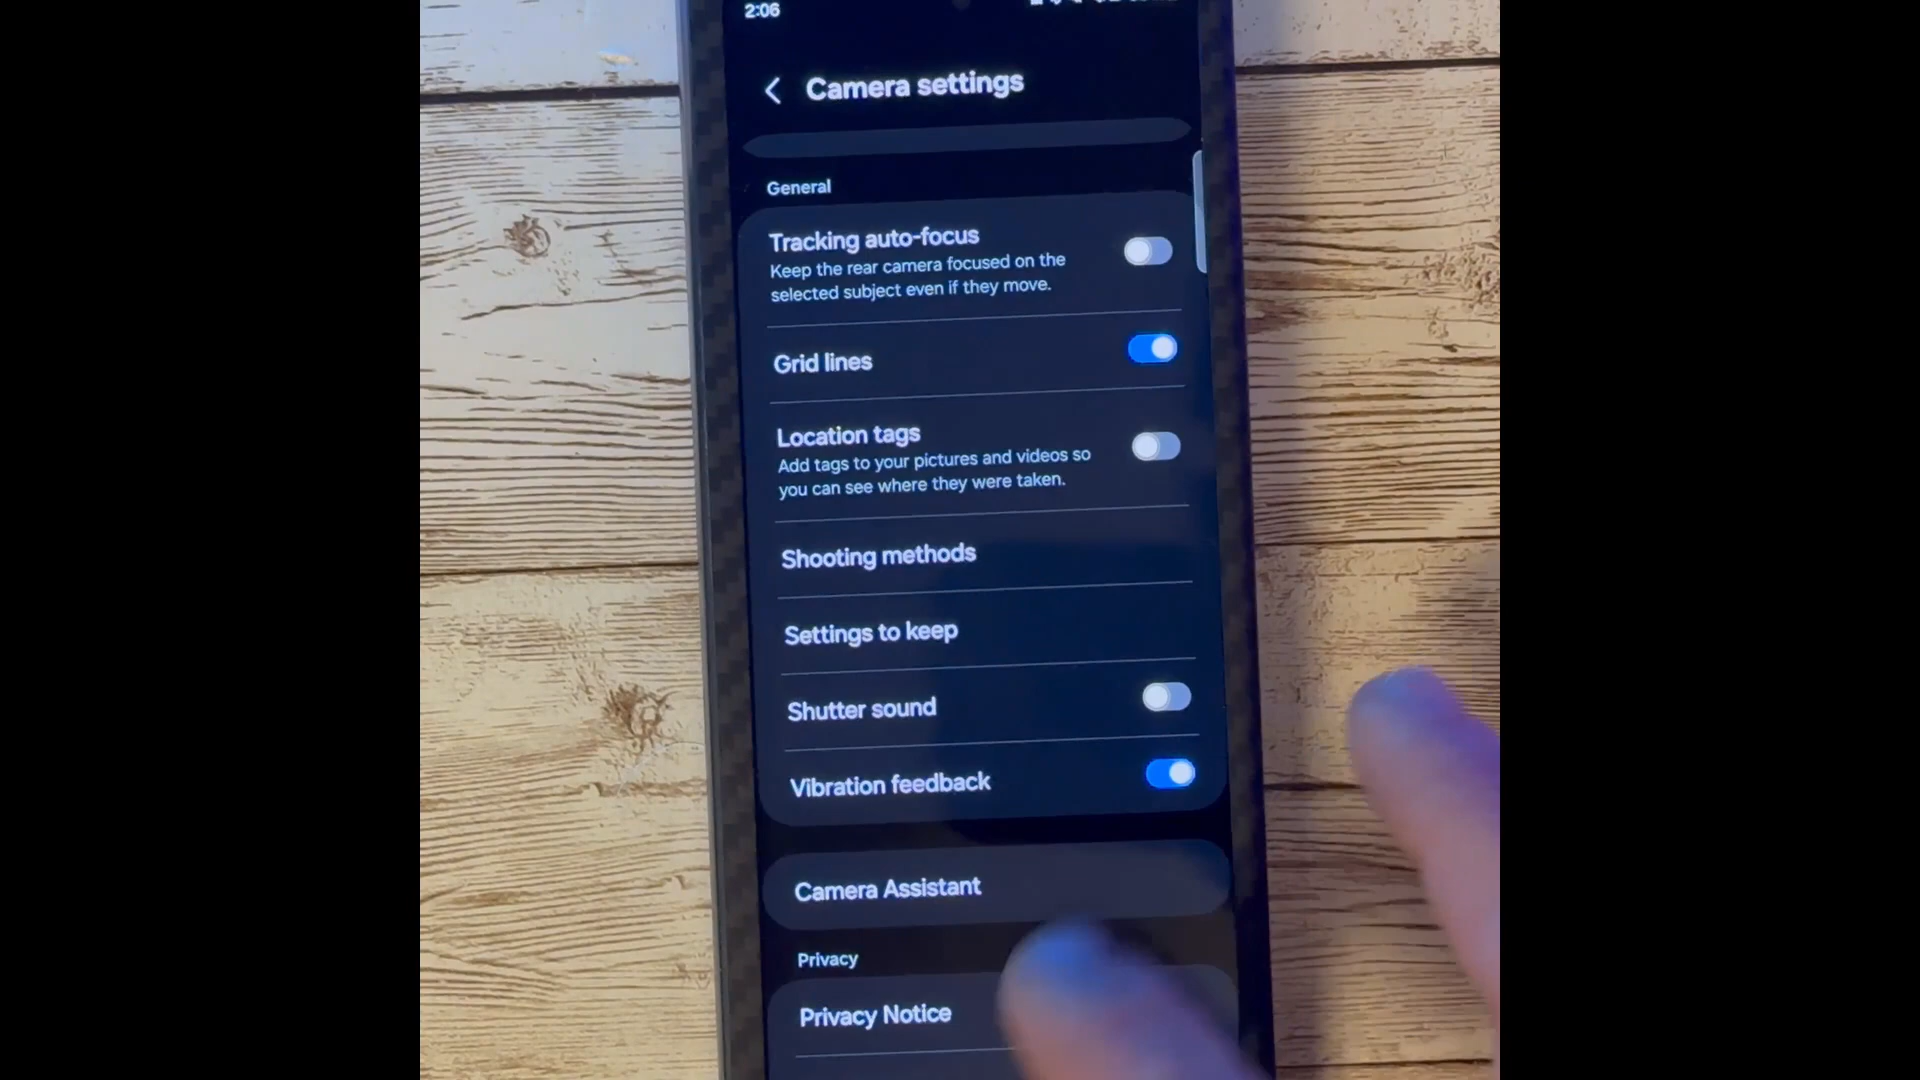 2:06
Camera settings
General
Tracking auto-focus
Keep the rear camera focused on the
selected subject even if they move.
Grid lines
Location tags
Add tags to your pictures and videos so
you can see where they were taken.
Shooting methods
Settings to keep
Shutter sound
Vibration feedback
Camera Assistant
Privacy
Privacy Notice